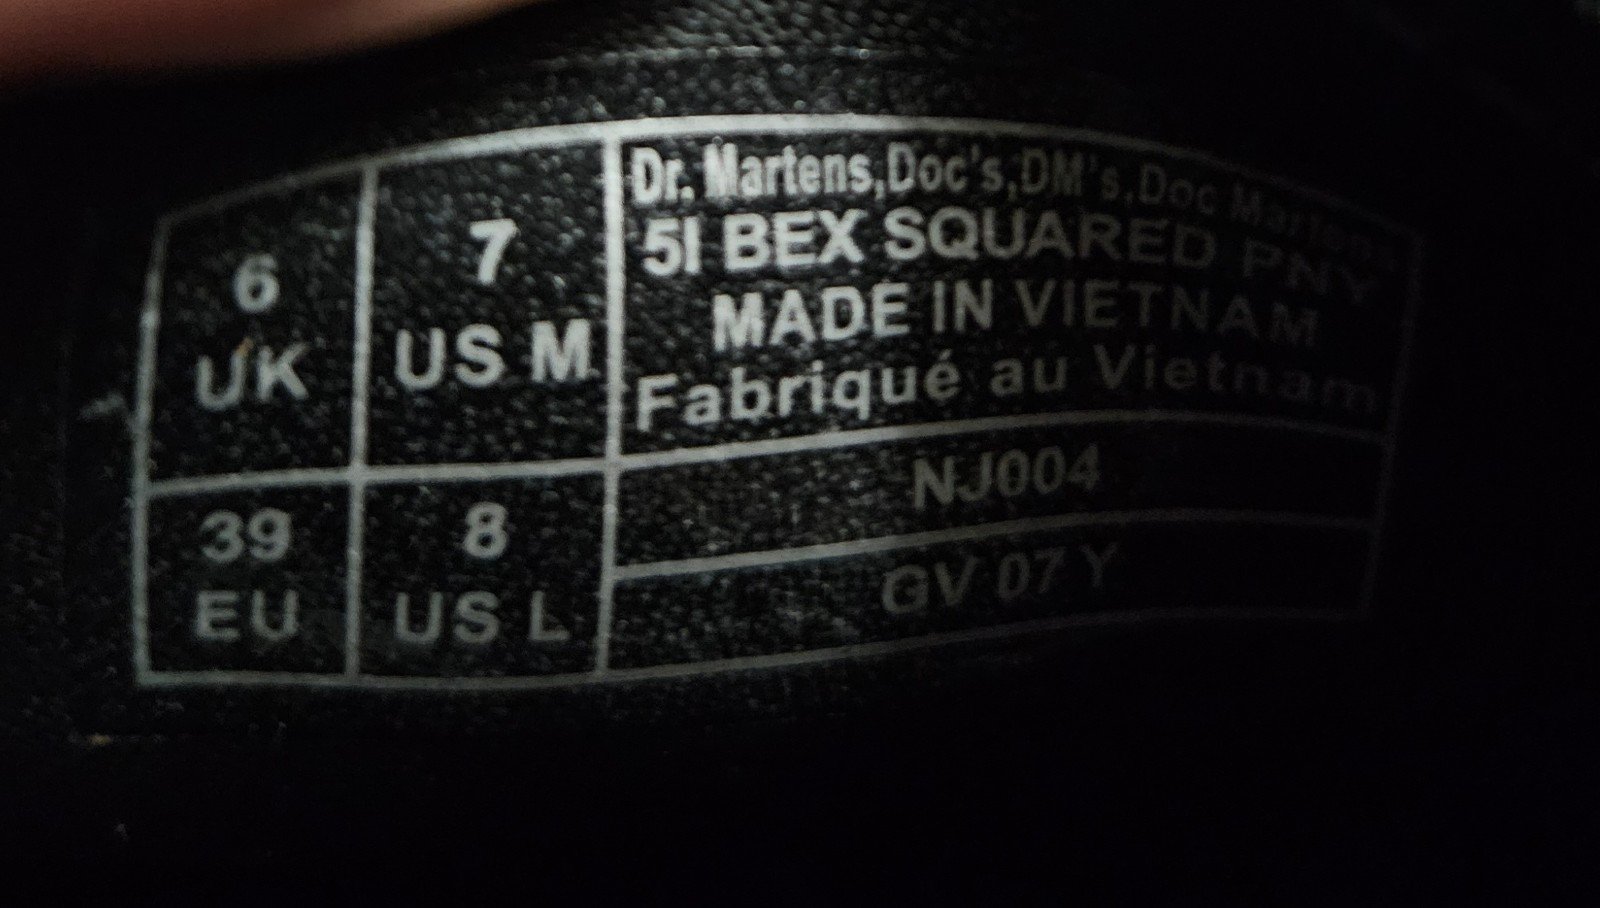 6
UK
7
US M
39
EU
8
US L
Dr. Martens,Doc's,DM's,Doc Martens
5I BEX SQUARED PNY
MADE IN VIETNAM
Fabriqué au Vietnam
NJ004
GV 07 Y